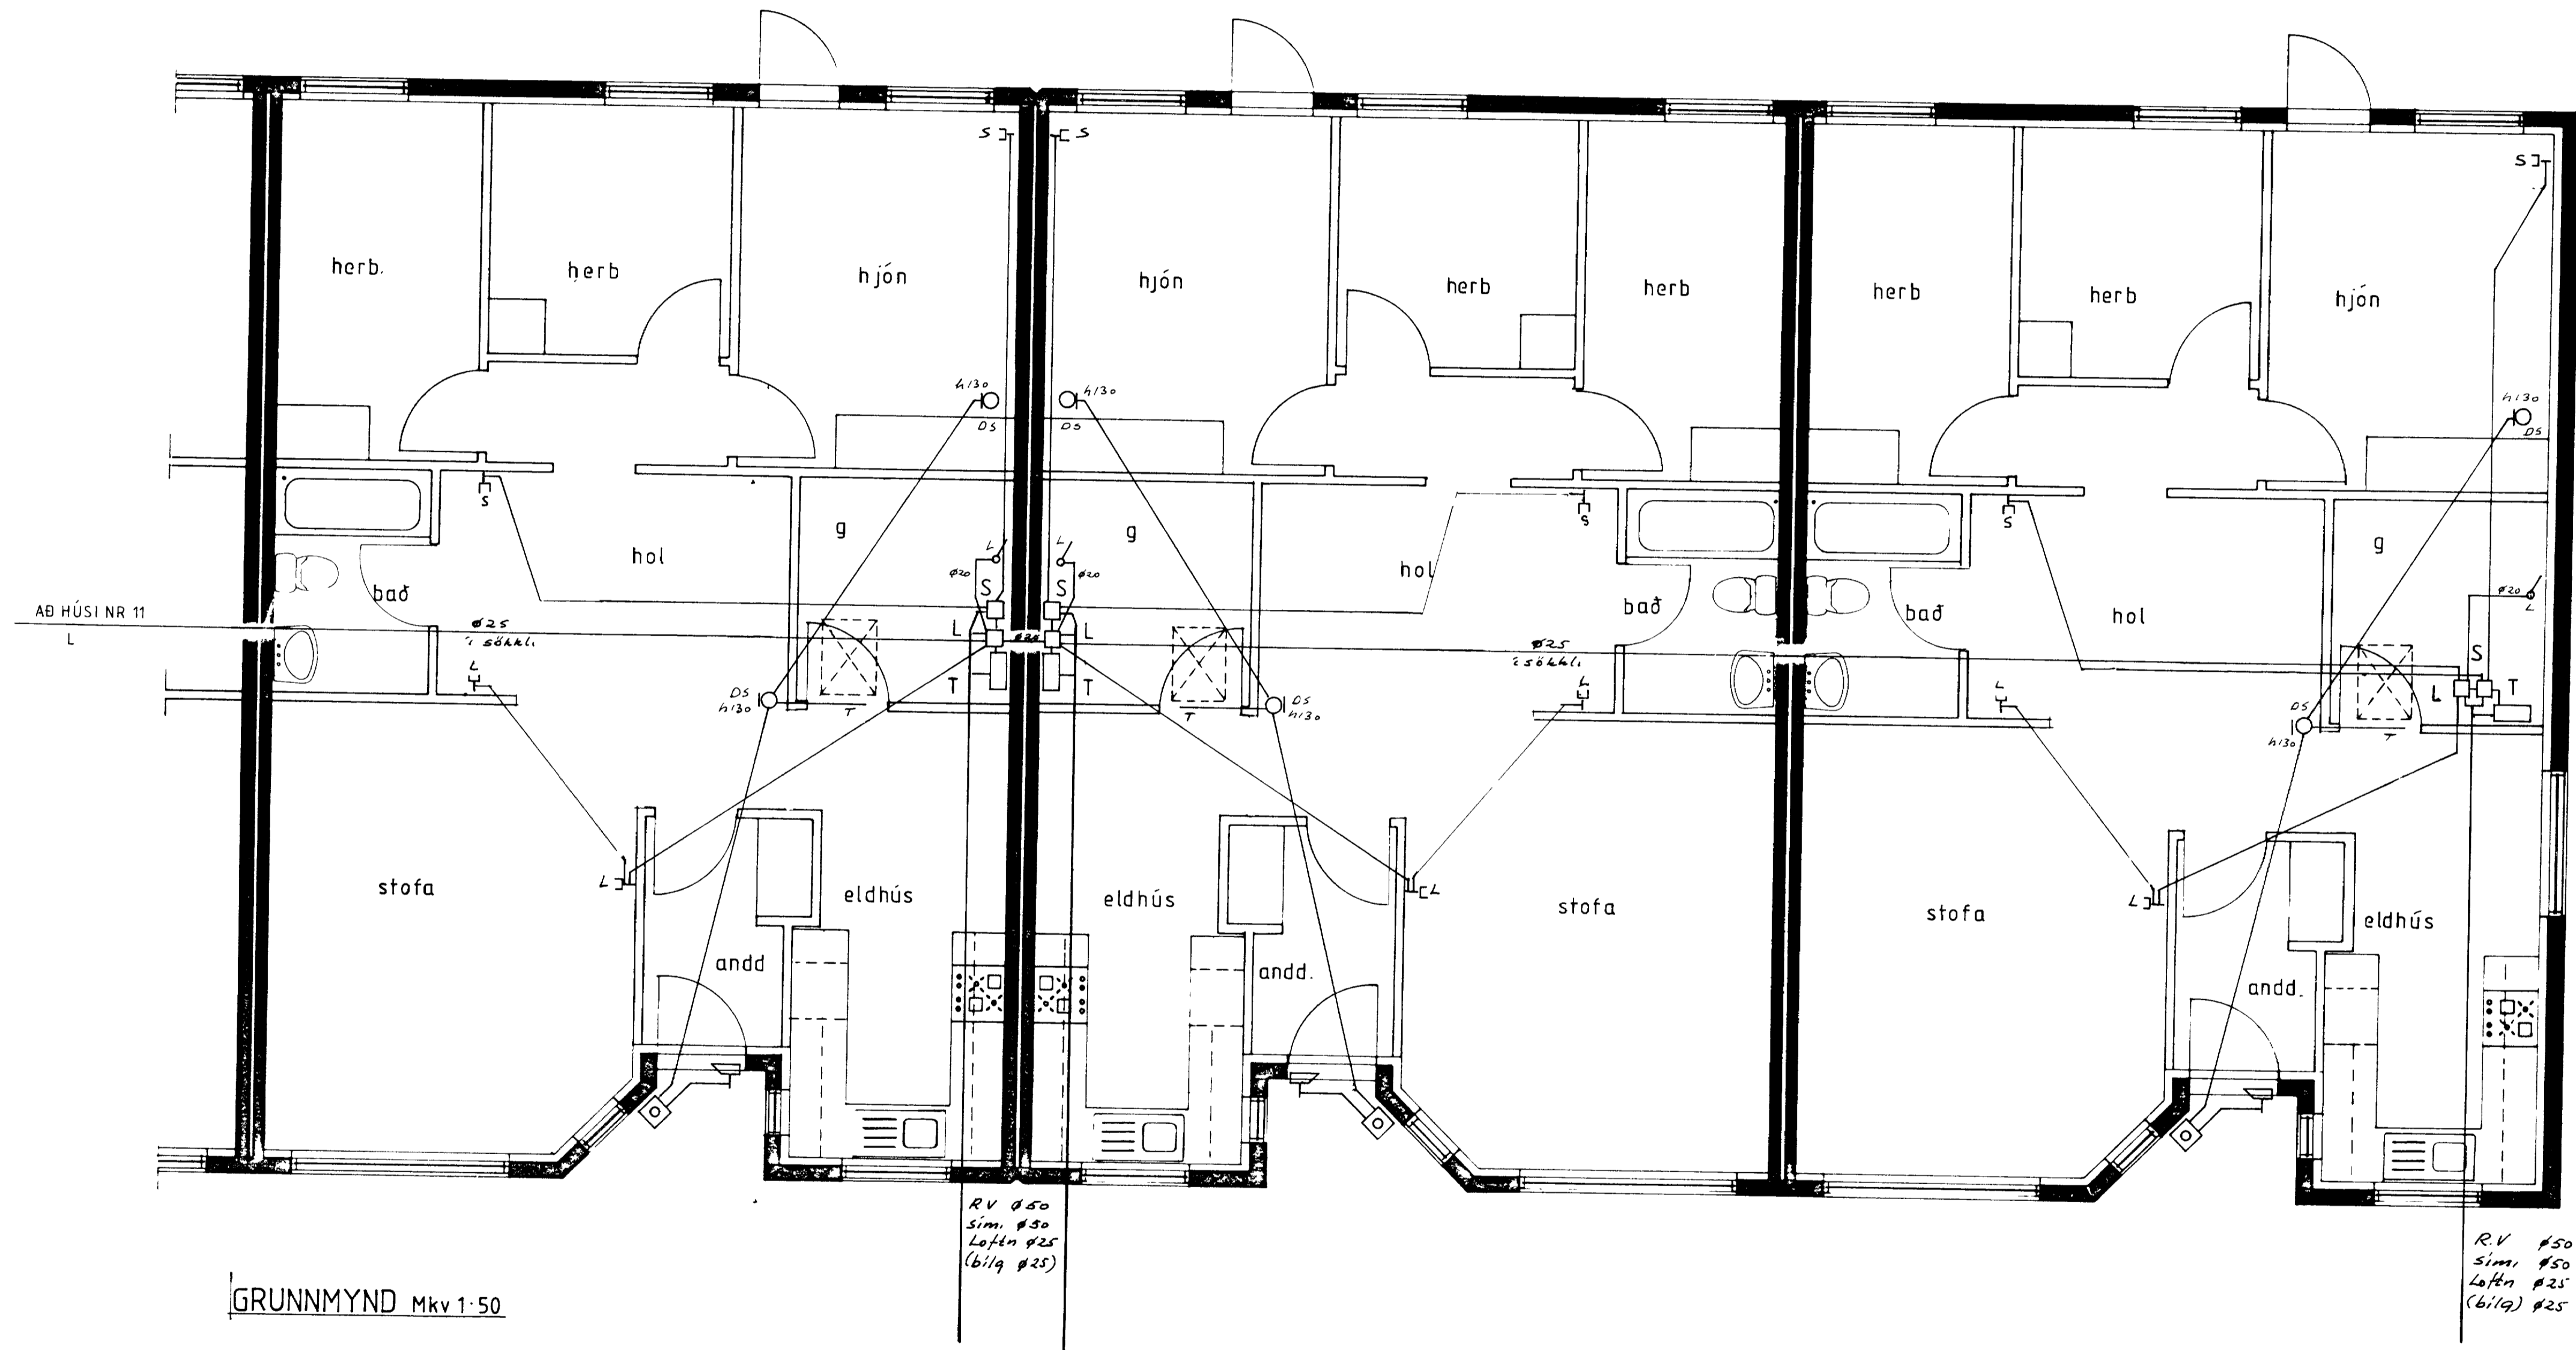 S
S
S
herb.
herb
hjón
hjón
herb
herb
herb
herb
hjón
h130
DS
h130
DS
h130
DS
S
S
S
g
g
g
hol
hol
hol
L
ø20
S
L
ø20
L
ø20
L
bað
bað
bað
AÐ HÚSI NR 11
L
ø25
í sökkli
L
L
ø25
L
ø25
í sökkli
L
L
S
T
T
L
T
DS
h130
T
T
DS
h130
DS
h130
T
L
L
L
stofa
eldhús
eldhús
stofa
stofa
eldhús
andd
andd.
andd.
RV ø50
sími ø50
Loftn ø25
(bílg ø25)
R.V ø50
sími ø50
Loftn ø25
(bílg) ø25
GRUNNMYND Mkv 1:50